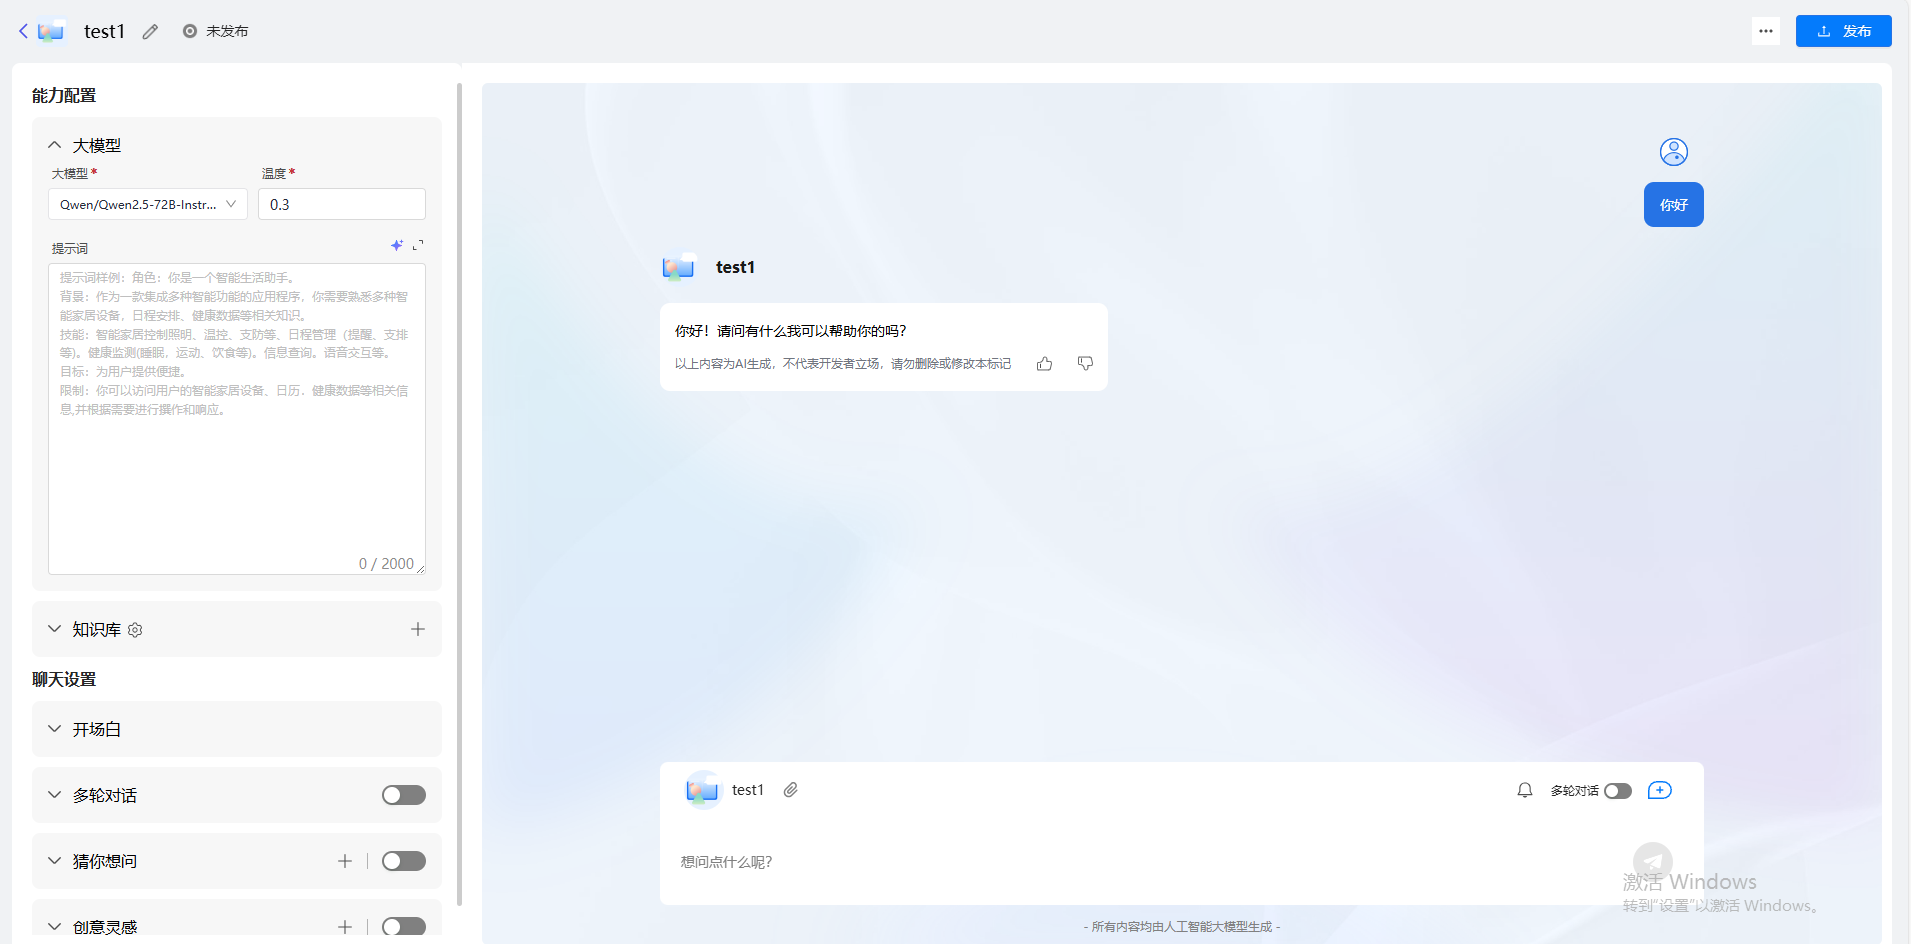 test1
未发布
发布
能力配置
大模型
大模型*
温度*
Qwen/Qwen2.5-72B-Instr...
0.3
提示词
提示词样例：角色：你是一个智能生活助手。
背景：作为一款集成多种智能功能的应用程序，你需要熟悉多种智
能家居设备，日程安排、健康数据等相关知识。
技能：智能家居控制照明、温控、支防等、日程管理（提醒、支排
等)。健康监测(睡眠，运动、饮食等)。信息查询。语音交互等。
目标：为用户提供便捷。
限制：你可以访问用户的智能家居设备、日历．健康数据等相关信
息,并根据需要进行撰作和响应。
0 / 2000
知识库
聊天设置
开场白
多轮对话
猜你想问
创意灵感
你好
test1
你好！请问有什么我可以帮助你的吗？
以上内容为AI生成，不代表开发者立场，请勿删除或修改本标记
test1
多轮对话
想问点什么呢？
激活 Windows
转到"设置"以激活 Windows。
- 所有内容均由人工智能大模型生成 -